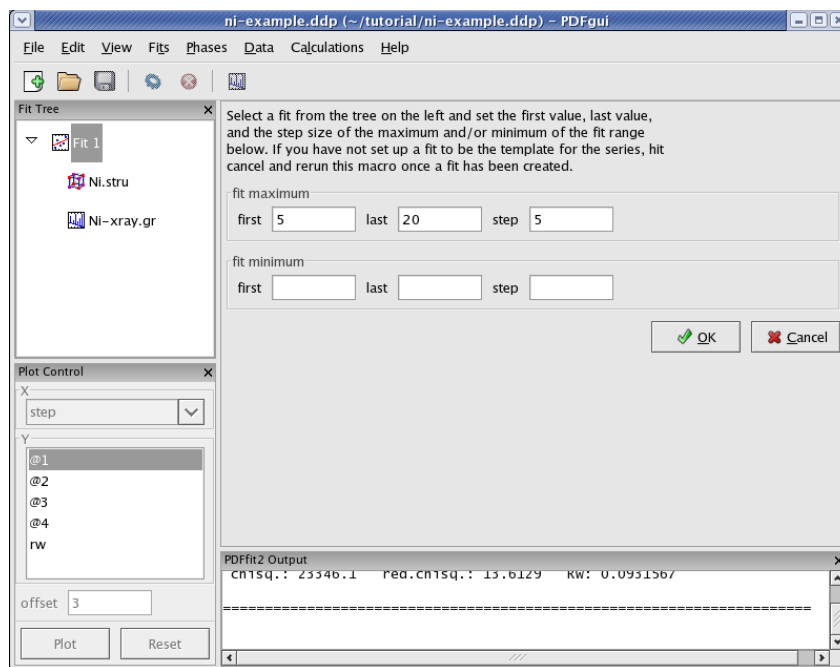 ni-example.ddp (~/tutorial/ni-example.ddp) - PDFgui
File Edit View Fits Phases Data Calculations Help
Fit Tree
Fit 1
Ni.stru
Ni-xray.gr
Select a fit from the tree on the left and set the first value, last value,
and the step size of the maximum and/or minimum of the fit range
below. If you have not set up a fit to be the template for the series, hit
cancel and rerun this macro once a fit has been created.
fit maximum
first 5 last 20 step 5
fit minimum
first last step
OK Cancel
Plot Control
X
step
Y
@1
@2
@3
@4
rw
offset 3
Plot Reset
PDFfit2 Output
chisq.: 23346.1 red.chisq.: 13.6129 Rw: 0.0931567
==============================================================================